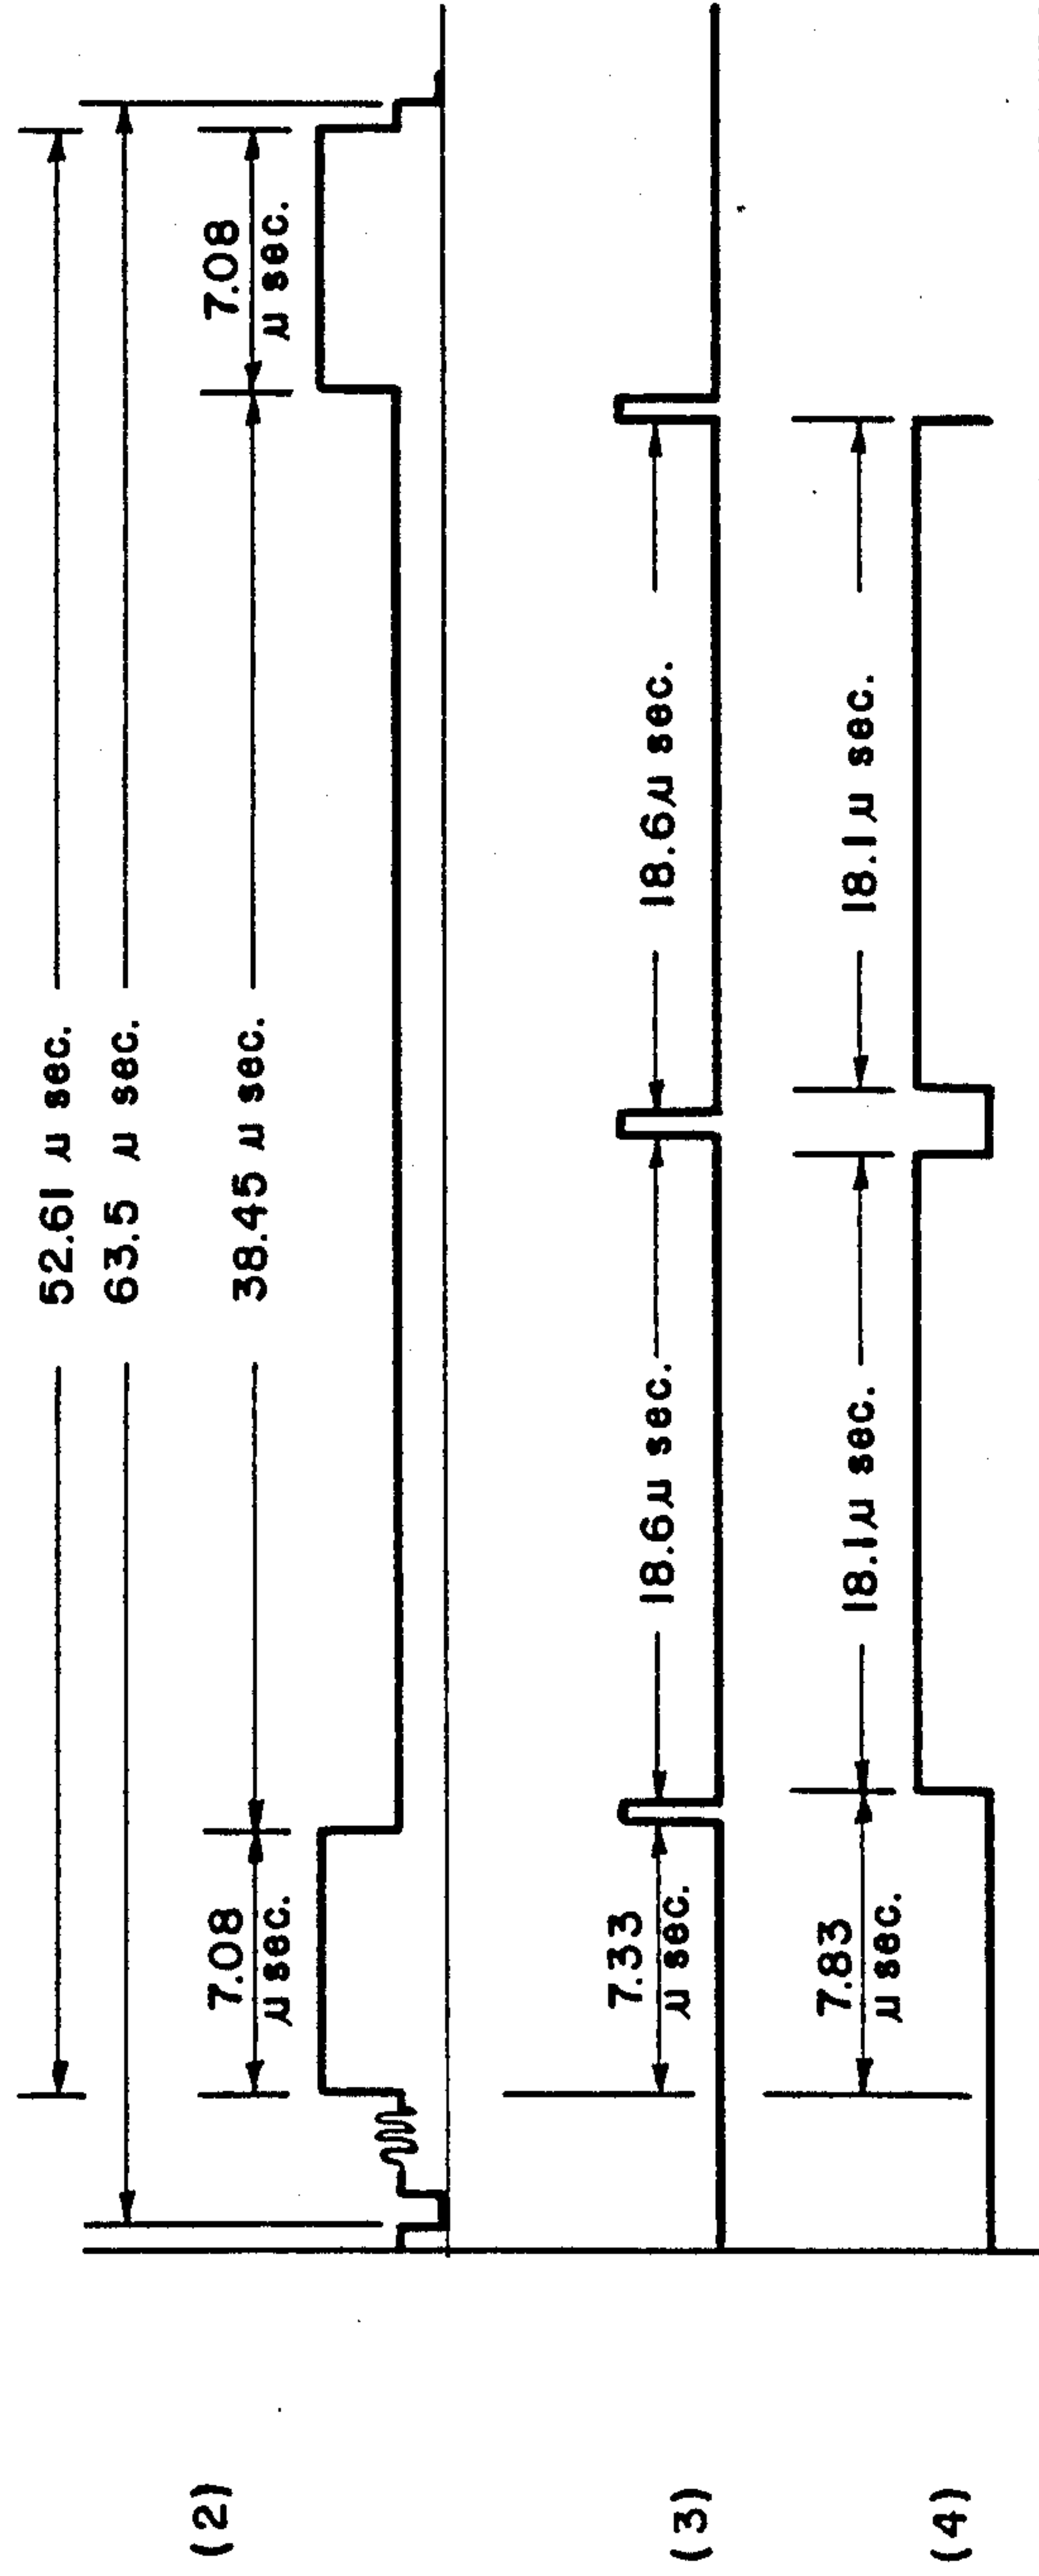 52.61 μ sec.
63.5 μ sec.
7.08
μ sec.
38.45 μ sec.
7.08
μ sec.
(2)
7.33
μ sec.
18.6 μ sec.
18.6 μ sec.
(3)
7.83
μ sec.
18.1 μ sec.
18.1 μ sec.
(4)